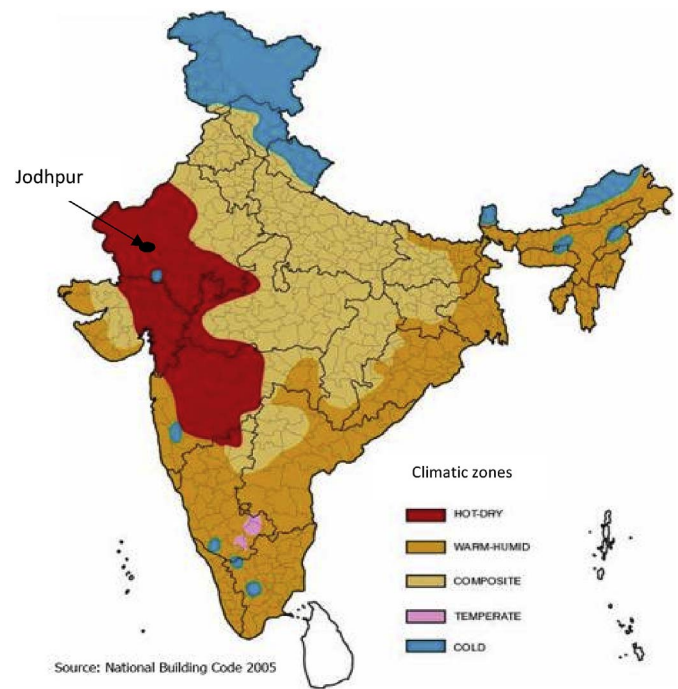 Jodhpur
Climatic zones
HOT-DRY
WARM-HUMID
COMPOSITE
TEMPERATE
COLD
Source: National Building Code 2005